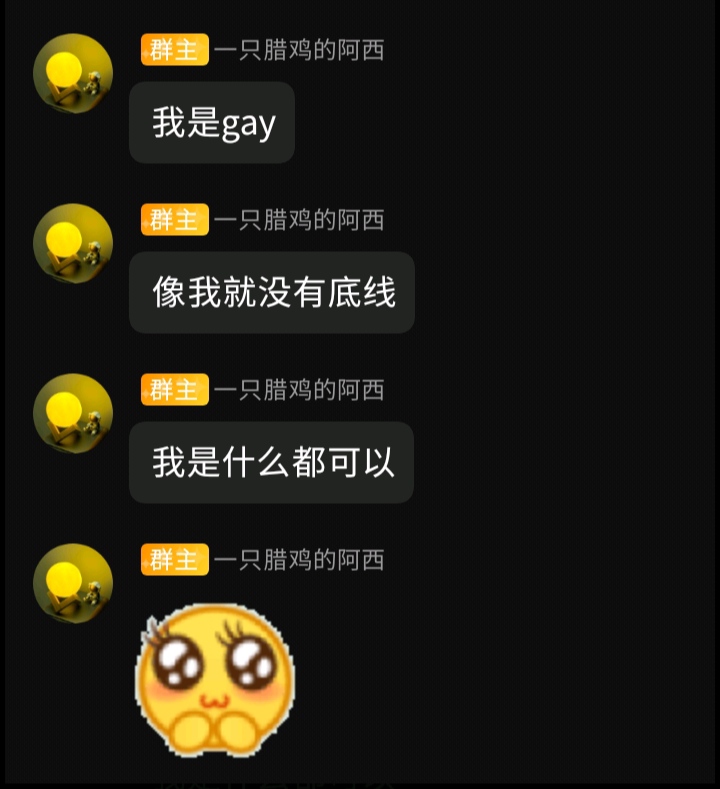 群主 一只腊鸡的阿西
我是gay
群主 一只腊鸡的阿西
像我就没有底线
群主 一只腊鸡的阿西
我是什么都可以
群主 一只腊鸡的阿西